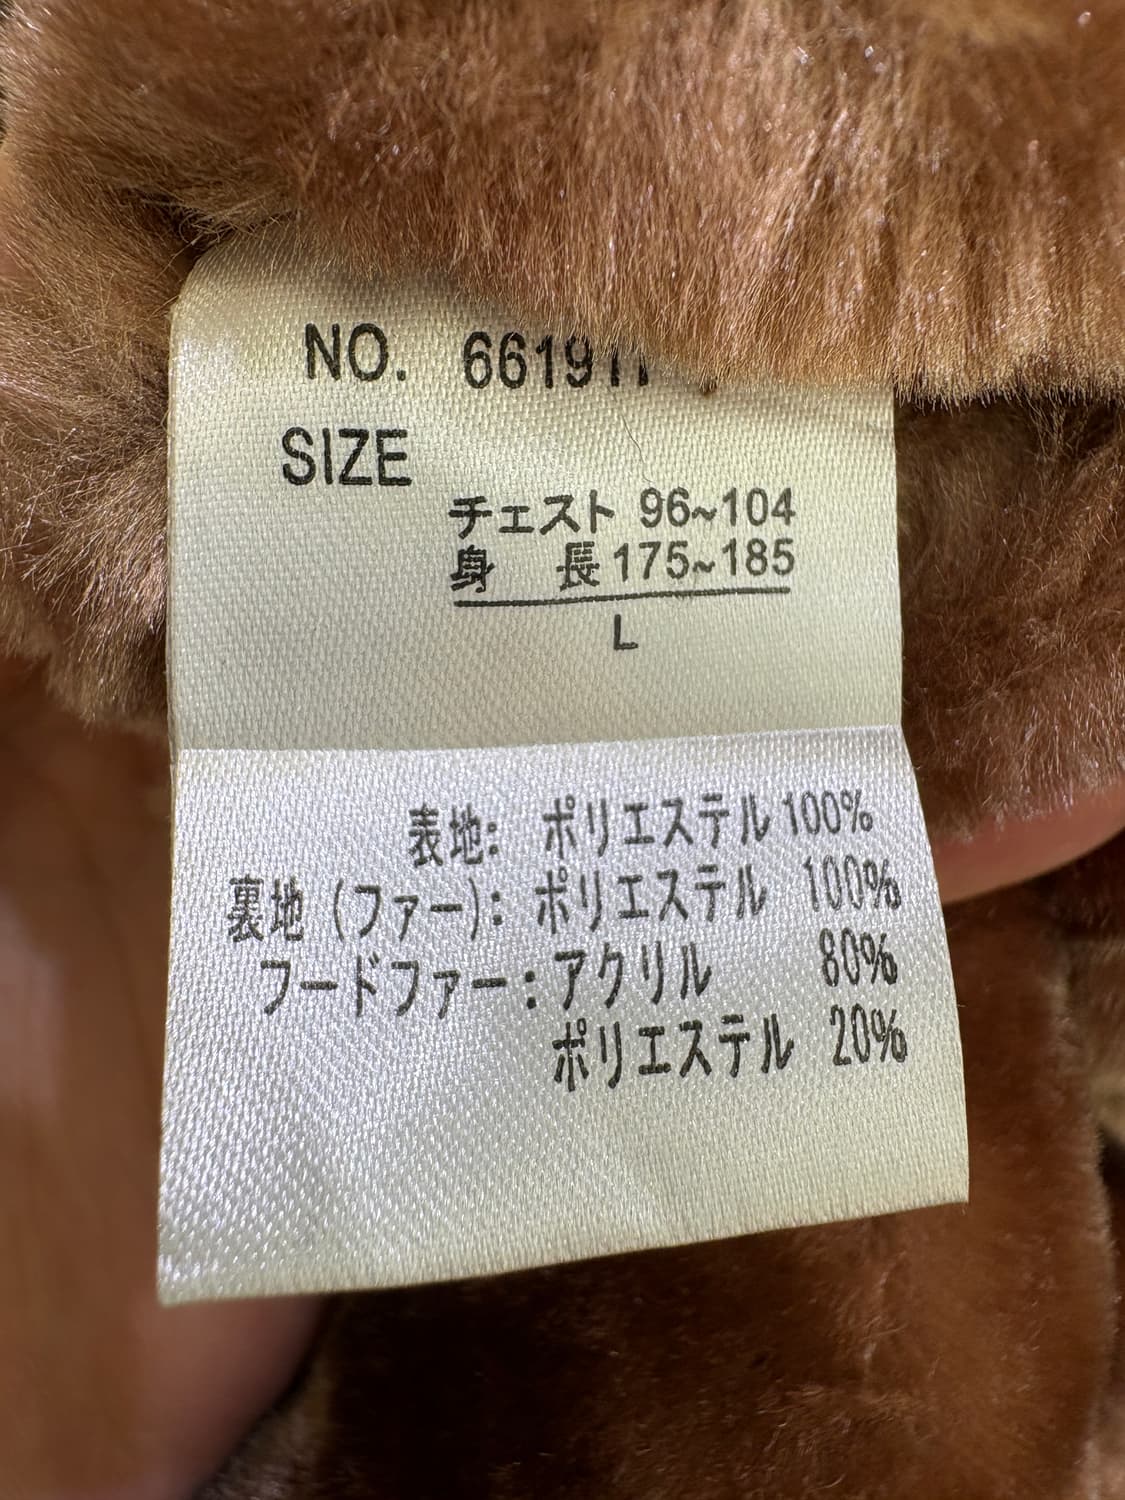 NO. 661911
SIZE
チェスト 96~104
身 長 175~185
L
表地: ポリエステル 100%
裏地 (ファー): ポリエステル 100%
フードファー: アクリル 80%
ポリエステル 20%